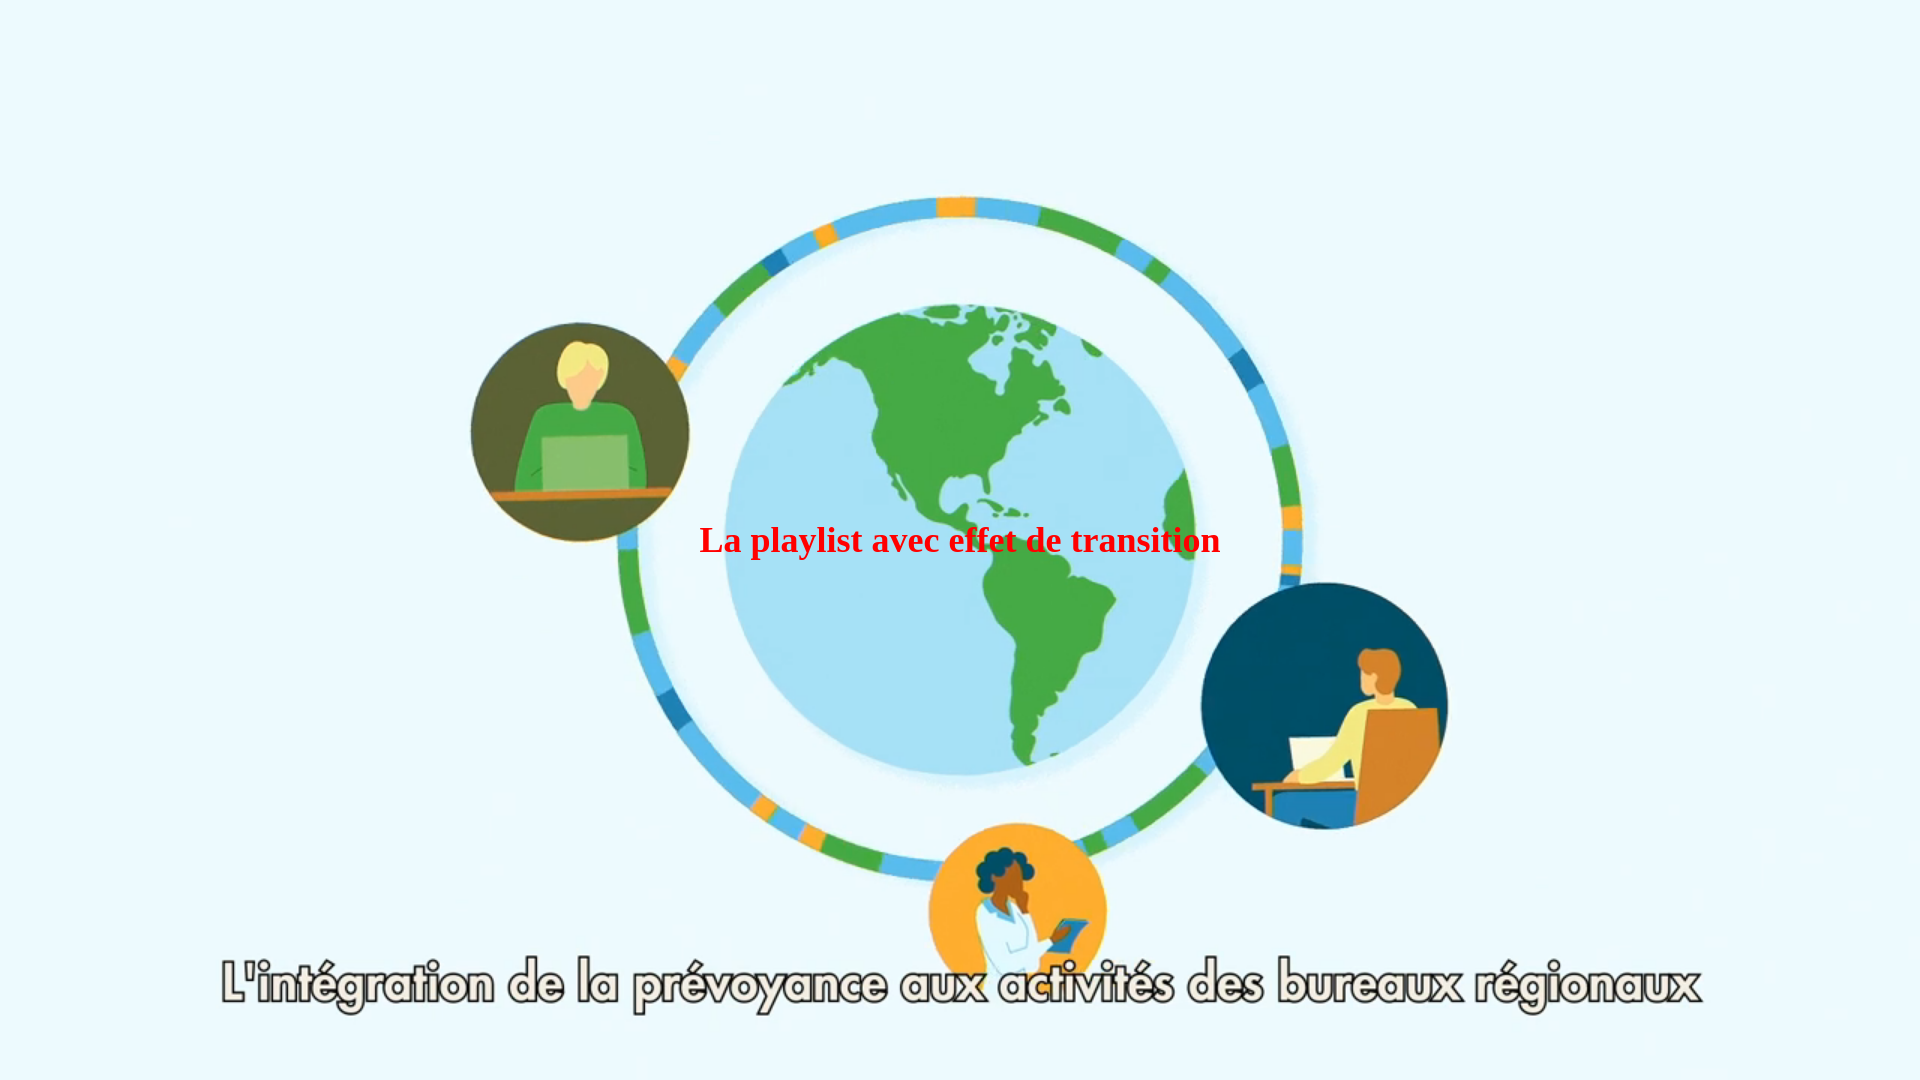 La playlist avec effet de transition
L'intégration de la prévoyance aux activités des bureaux régionaux